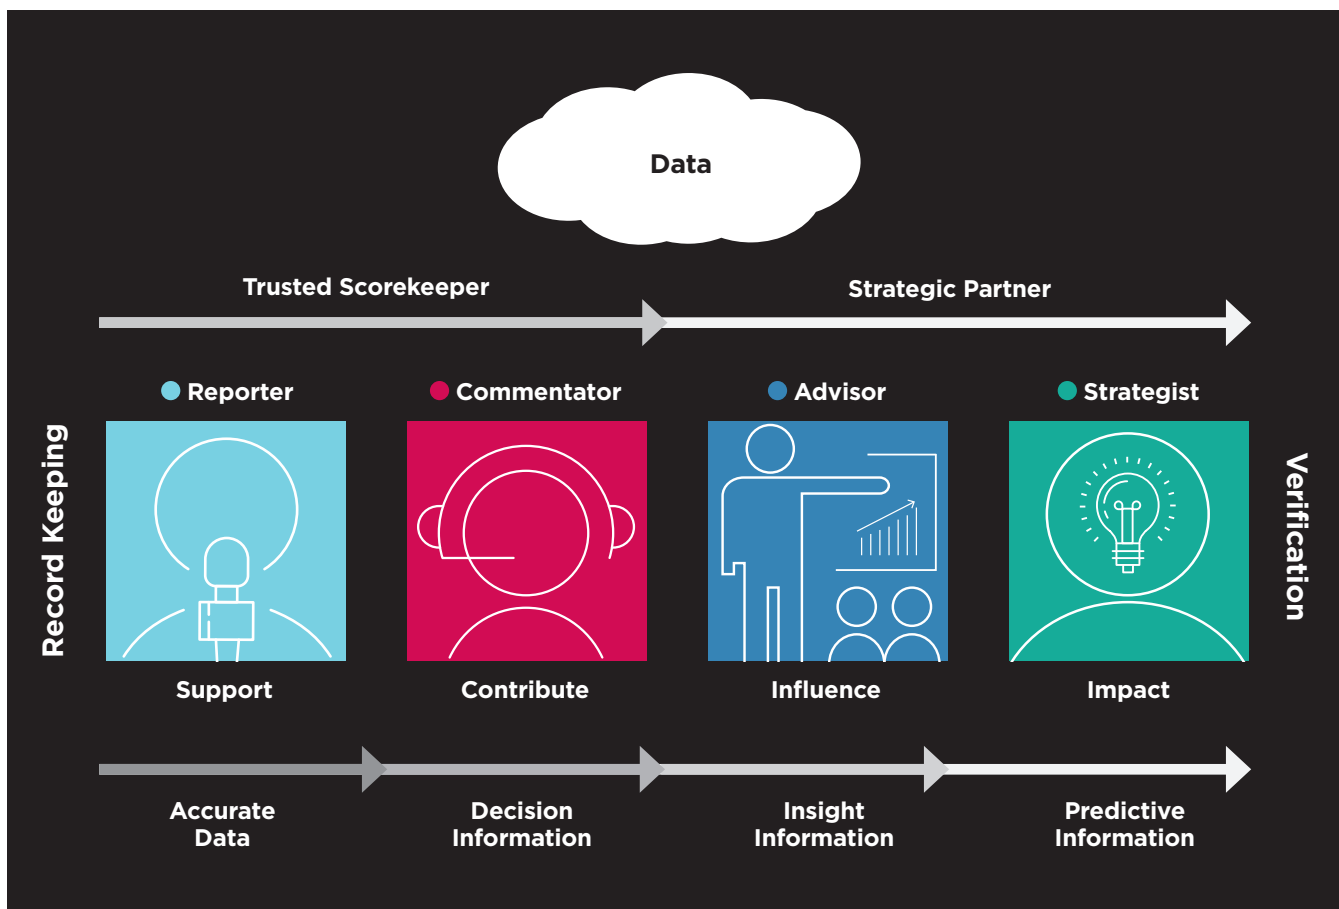 Data
Trusted Scorekeeper
Strategic Partner
Reporter
Commentator
Advisor
Strategist
Record Keeping
Verification
Support
Contribute
Influence
Impact
Accurate
Data
Decision
Information
Insight
Information
Predictive
Information